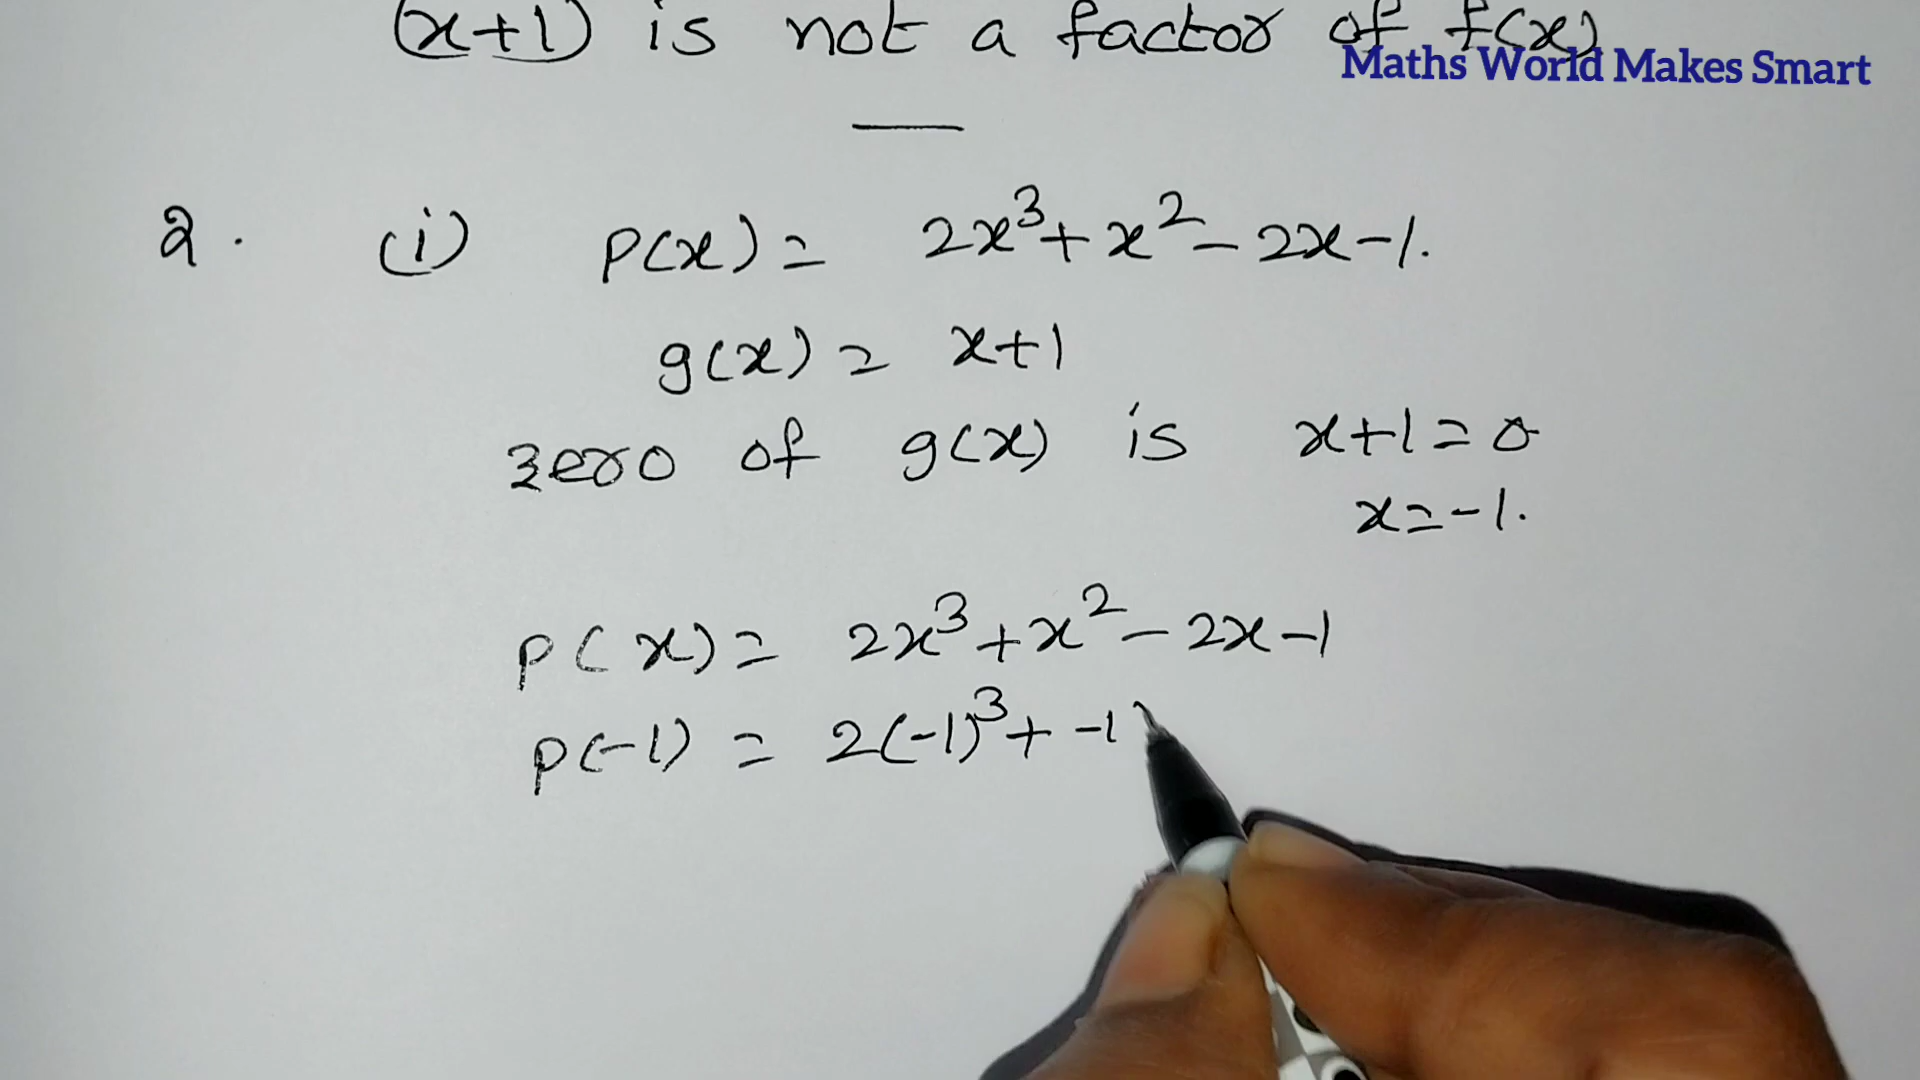 (x+1) is not a factor of f(x)
Maths World Makes Smart
2. (i) p(x) = 2x³+x²-2x-1.
g(x) = x+1
zero of g(x) is x+1=0
x=-1.
p(x) = 2x³+x²-2x-1
p(-1) = 2(-1)³+ -1